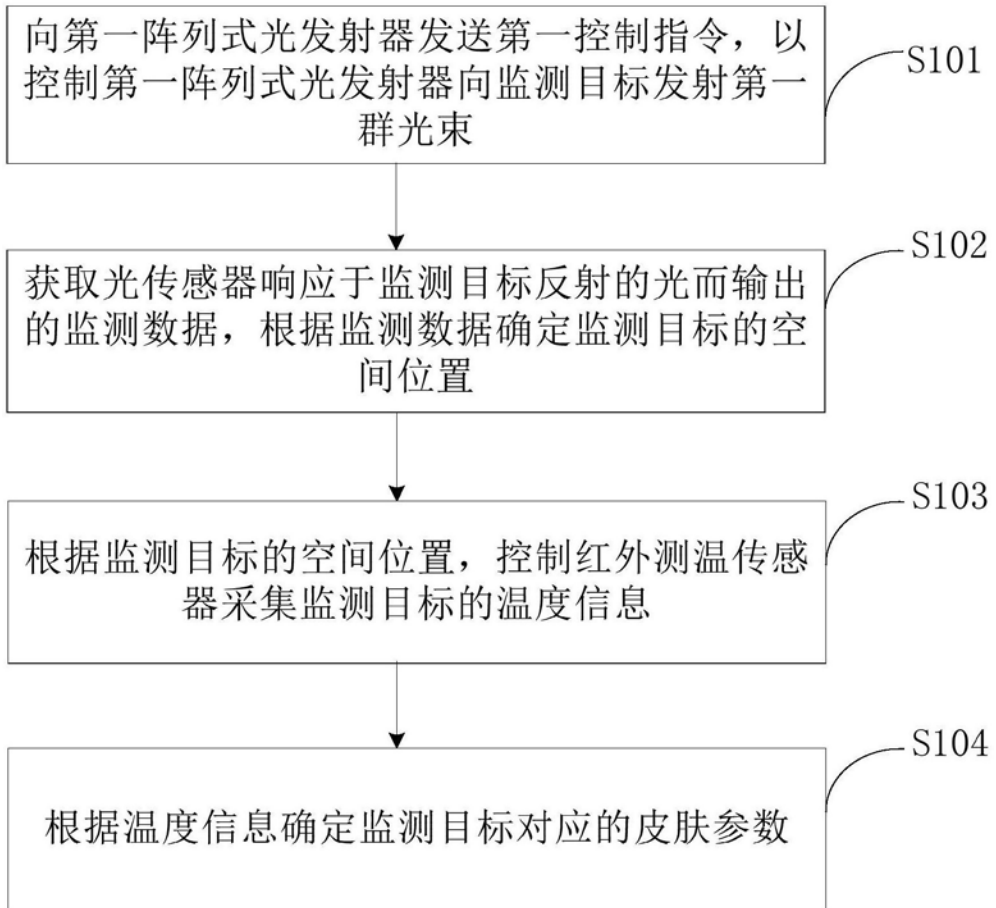 向第一阵列式光发射器发送第一控制指令，以
控制第一阵列式光发射器向监测目标发射第一
群光束
S101
获取光传感器响应于监测目标反射的光而输出
的监测数据，根据监测数据确定监测目标的空
间位置
S102
根据监测目标的空间位置，控制红外测温传感
器采集监测目标的温度信息
S103
根据温度信息确定监测目标对应的皮肤参数
S104